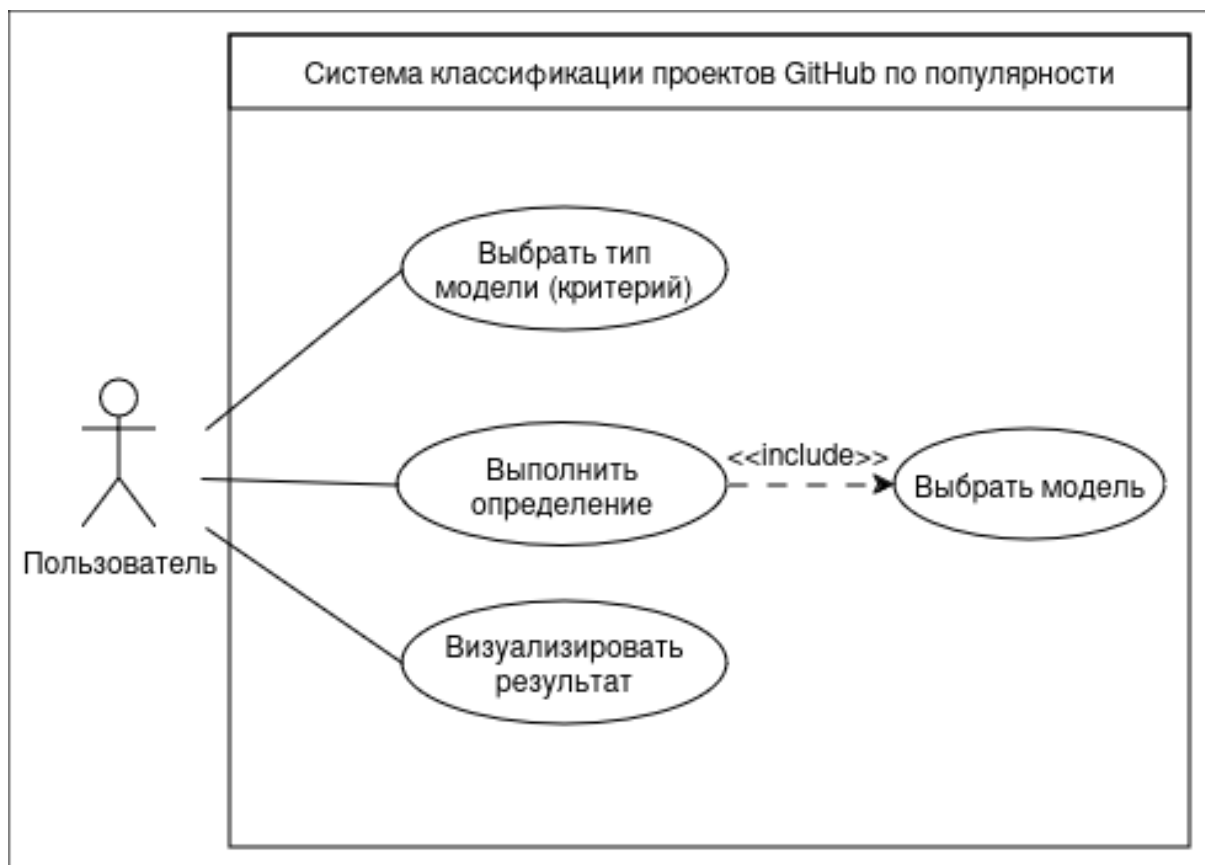 Система классификации проектов GitHub по популярности
Выбрать тип
модели (критерий)
Выполнить
определение
<<include>>
Выбрать модель
Пользователь
Визуализировать
результат